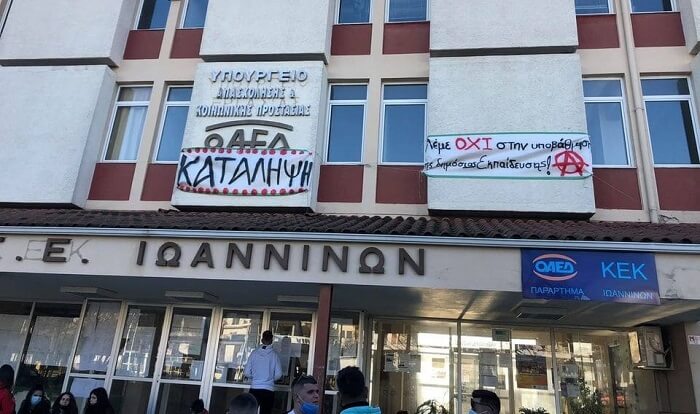 ΥΠΟΥΡΓΕΙΟ
ΑΠΑΣΧΟΛΗΣΗΣ &
ΚΟΙΝΩΝΙΚΗΣ ΠΡΟΣΤΑΣΙΑΣ
ΟΑΕΔ
ΚΑΤΑΛΗΨΗ
Λέμε ΟΧΙ στην υποβάθμιση
της δημόσιας Εκπαίδευσης!
Ε.Κ. ΙΩΑΝΝΙΝΩΝ
ΟΑΕΔ ΚΕΚ
ΠΑΡΑΡΤΗΜΑ ΙΩΑΝΝΙΝΩΝ